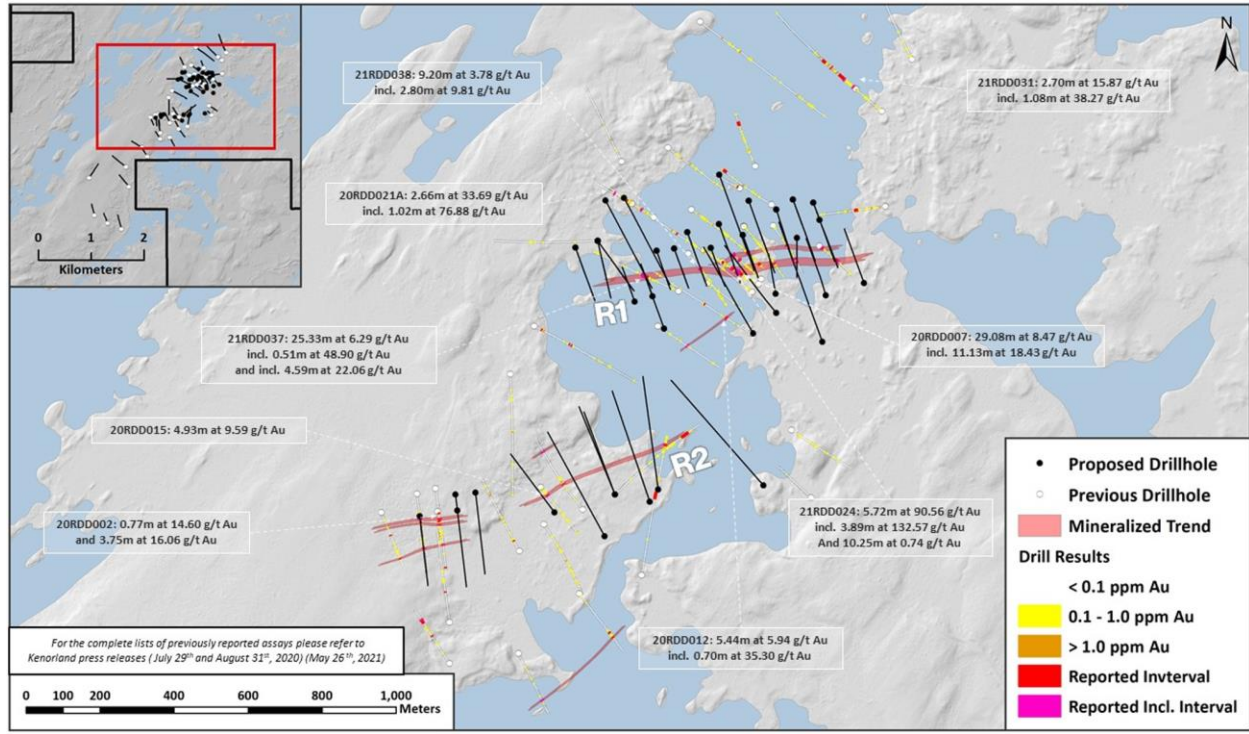 N
0 1 2
Kilometers
21RDD038: 9.20m at 3.78 g/t Au
incl. 2.80m at 9.81 g/t Au
21RDD031: 2.70m at 15.87 g/t Au
incl. 1.08m at 38.27 g/t Au
20RDD021A: 2.66m at 33.69 g/t Au
incl. 1.02m at 76.88 g/t Au
R1
21RDD037: 25.33m at 6.29 g/t Au
incl. 0.51m at 48.90 g/t Au
and incl. 4.59m at 22.06 g/t Au
20RDD007: 29.08m at 8.47 g/t Au
incl. 11.13m at 18.43 g/t Au
20RDD015: 4.93m at 9.59 g/t Au
R2
20RDD002: 0.77m at 14.60 g/t Au
and 3.75m at 16.06 g/t Au
21RDD024: 5.72m at 90.56 g/t Au
incl. 3.89m at 132.57 g/t Au
And 10.25m at 0.74 g/t Au
20RDD012: 5.44m at 5.94 g/t Au
incl. 0.70m at 35.30 g/t Au
For the complete lists of previously reported assays please refer to
Kenorland press releases ( July 29th and August 31st, 2020) (May 26th, 2021)
0 100 200 400 600 800 1,000
Meters
Proposed Drillhole
Previous Drillhole
Mineralized Trend
Drill Results
< 0.1 ppm Au
0.1 - 1.0 ppm Au
> 1.0 ppm Au
Reported Invterval
Reported Incl. Interval